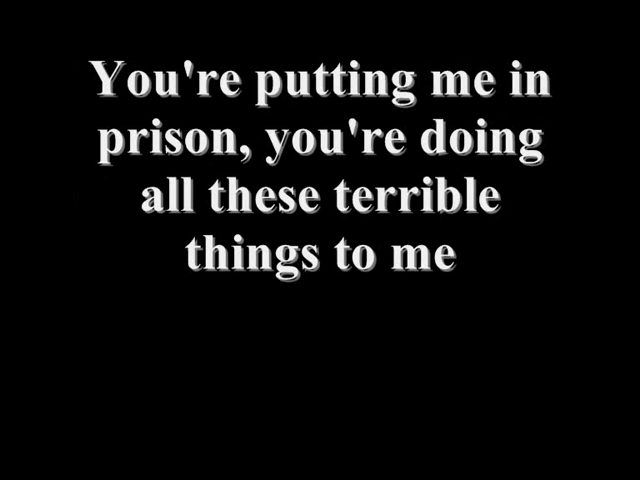 You're putting me in
prison, you're doing
all these terrible
things to me